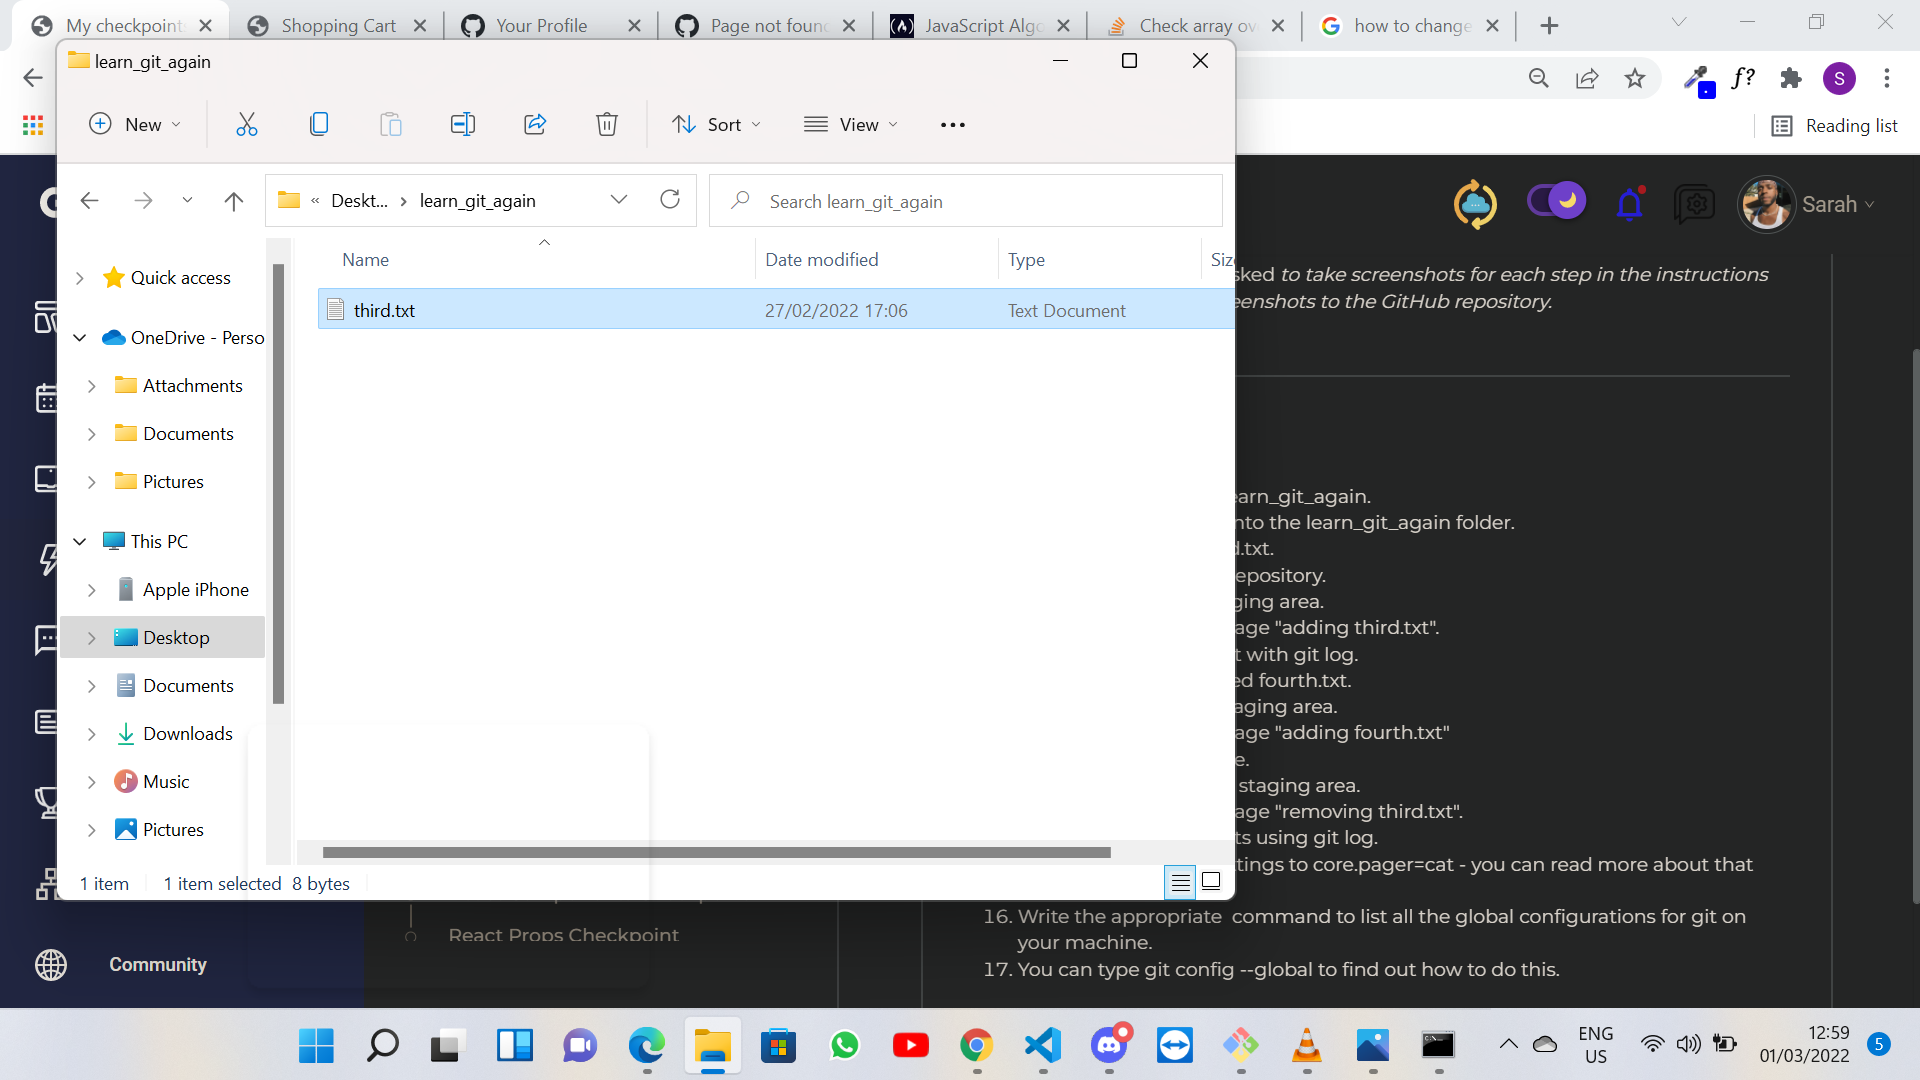 My checkpoint
Shopping Cart
Your Profile
Page not foun
JavaScript Algo
Check array ov
how to change
learn_git_again
New
Sort
View
f?
S
Reading list
« Deskt... > learn_git_again
Search learn_git_again
Sarah
Name
Date modified
Type
Siz
Quick access
third.txt
27/02/2022 17:06
Text Document
OneDrive - Perso
Attachments
Documents
Pictures
This PC
Apple iPhone
Desktop
Documents
Downloads
Music
Pictures
1 item
1 item selected 8 bytes
sked to take screenshots for each step in the instructions
eenshots to the GitHub repository.
earn_git_again.
nto the learn_git_again folder.
d.txt.
epository.
ging area.
age "adding third.txt".
t with git log.
ed fourth.txt.
aging area.
age "adding fourth.txt"
e.
staging area.
age "removing third.txt".
ts using git log.
ttings to core.pager=cat - you can read more about that
16. Write the appropriate command to list all the global configurations for git on
your machine.
17. You can type git config --global to find out how to do this.
React Props Checkpoint
Community
ENG
US
12:59
01/03/2022
5